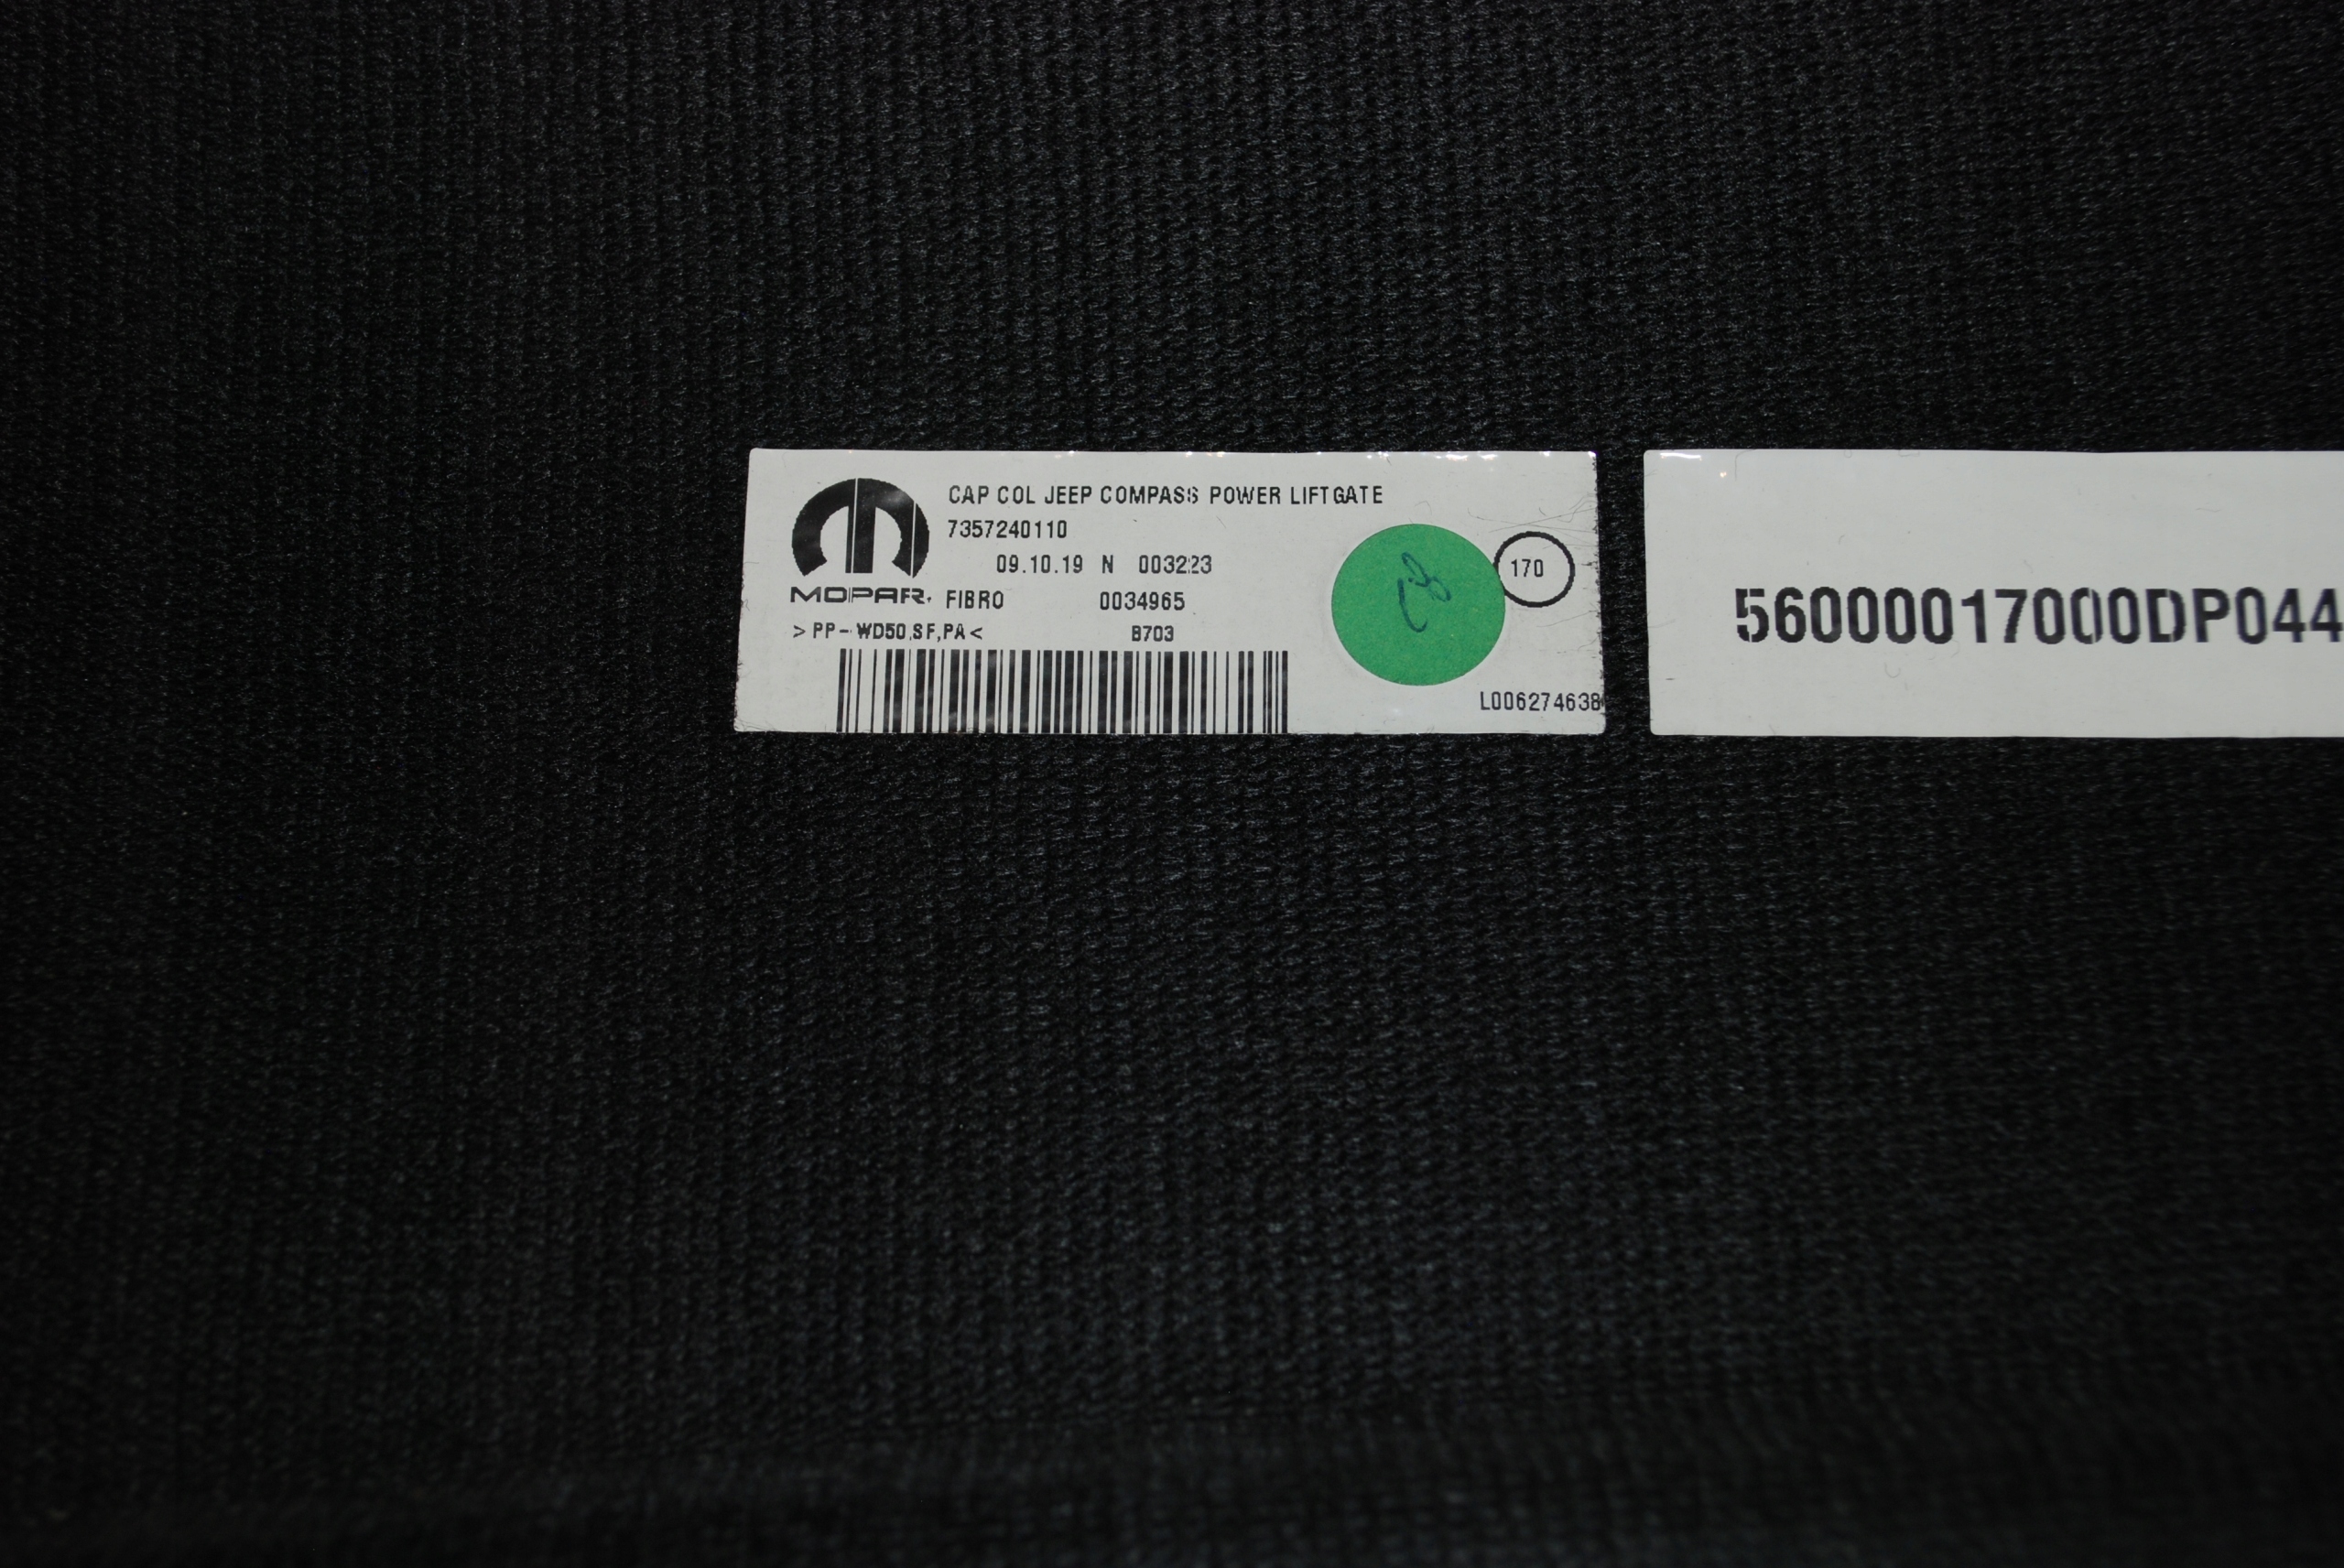 CAP COL JEEP COMPASS POWER LIFTGATE
7357240110
09.10.19 N 003223
170
MOPAR. FIBRO 0034965
>PP-WD50,SF,PA< B703
L006274638
56000017000DP044